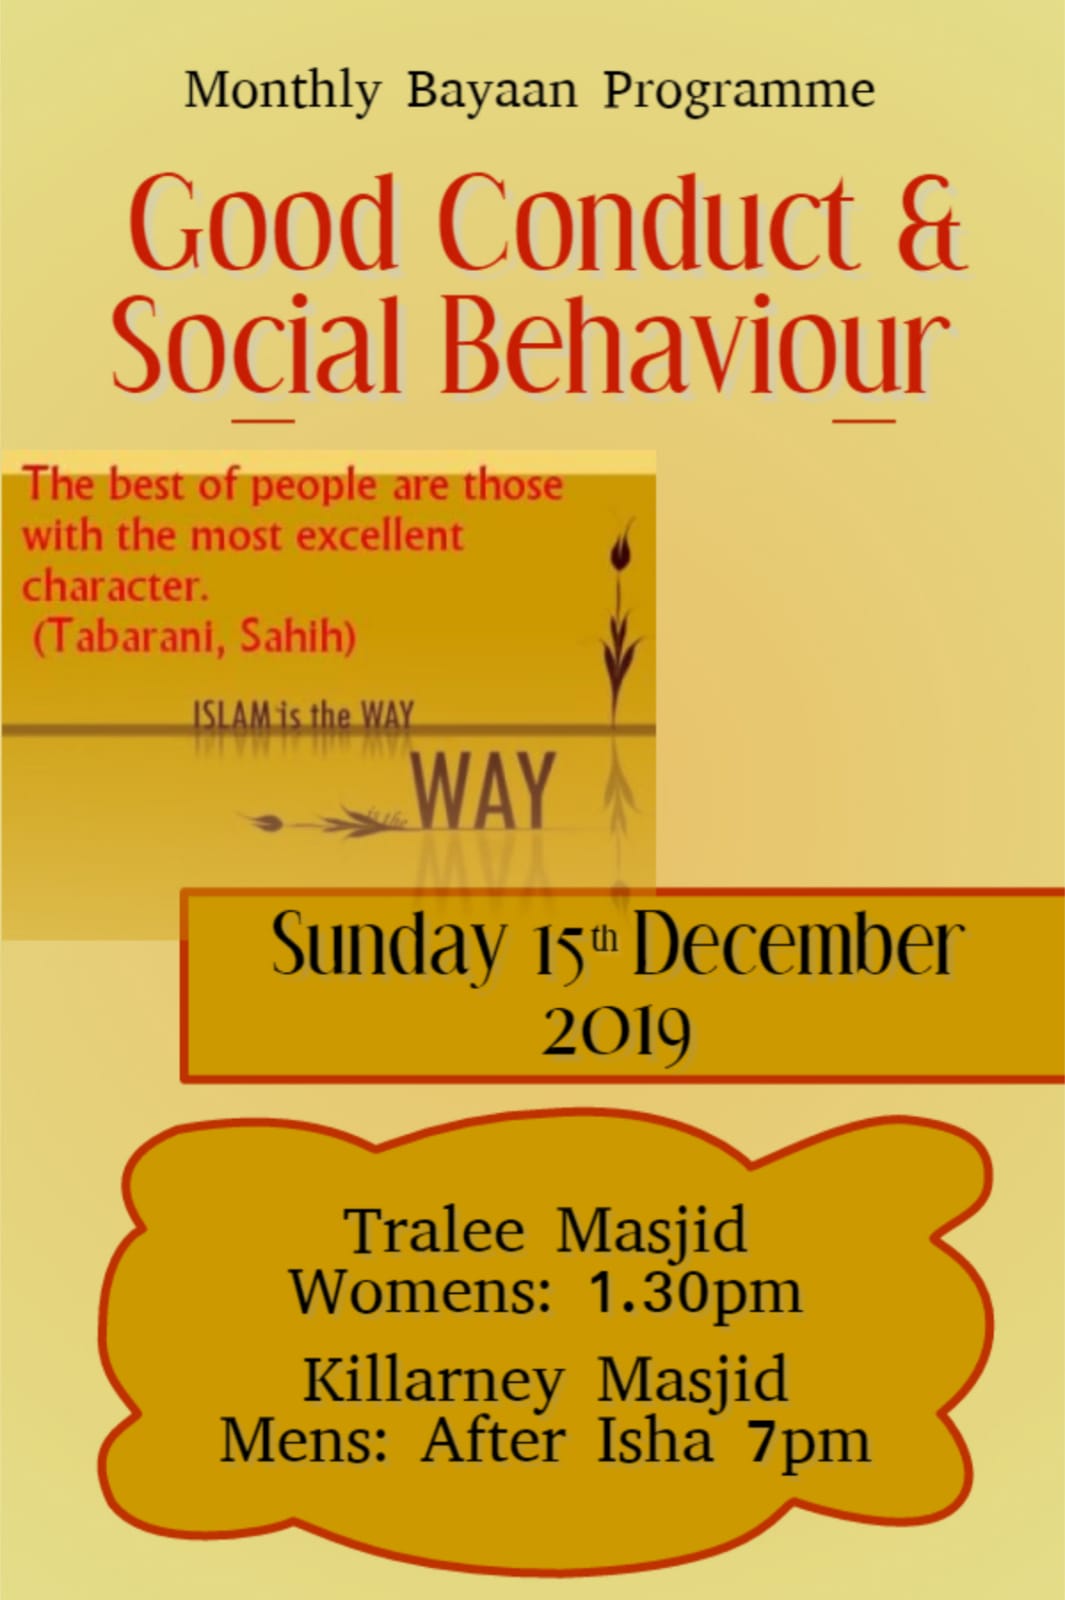 Monthly Bayaan Programme
Good Conduct &
Social Behaviour
The best of people are those
with the most excellent
character.
(Tabarani, Sahih)
ISLAM is the WAY
is the WAY
Sunday 15th December
2019
Tralee Masjid
Womens: 1.30pm
Killarney Masjid
Mens: After Isha 7pm